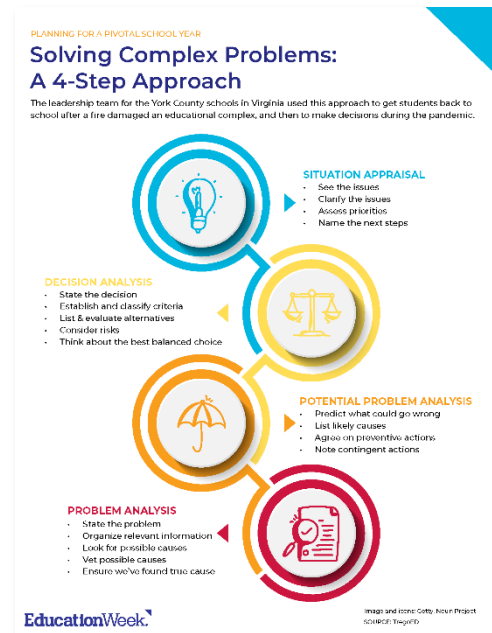 PLANNING FOR A PIVOTAL SCHOOL YEAR
Solving Complex Problems:
A 4-Step Approach
The leadership team for the York County schools in Virginia used this approach to get students back to
school after a fire damaged an educational complex, and then to make decisions during the pandemic.
SITUATION APPRAISAL
• See the issues
• Clarify the issues
• Assess priorities
• Name the next steps
DECISION ANALYSIS
• State the decision
• Establish and classify criteria
• List & evaluate alternatives
• Consider risks
• Think about the best balanced choice
POTENTIAL PROBLEM ANALYSIS
• Predict what could go wrong
• List likely causes
• Agree on preventive actions
• Note contingent actions
PROBLEM ANALYSIS
• State the problem
• Organize relevant information
• Look for possible causes
• Vet possible causes
• Ensure we've found true cause
EducationWeek.
Image and icons: Getty, Noun Project
SOURCE: TregoED